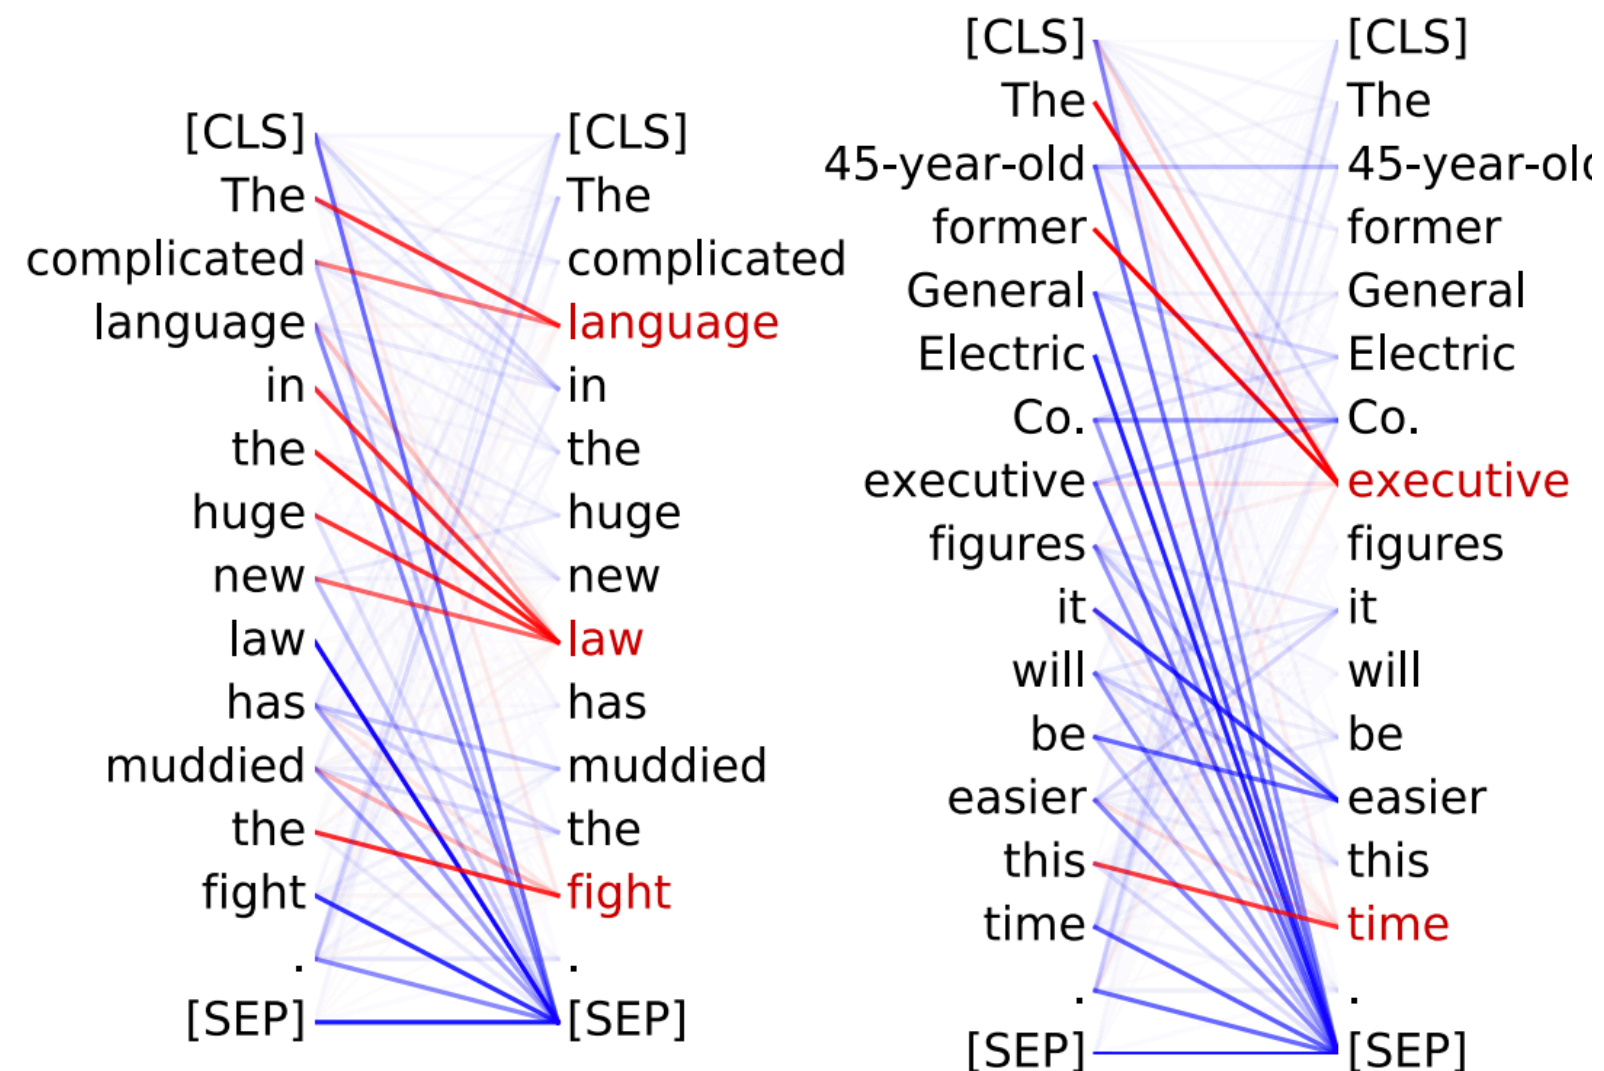 [CLS] [CLS]
The The
complicated complicated
language language
in in
the the
huge huge
new new
law law
has has
muddied muddied
the the
fight fight
. .
[SEP] [SEP]
[CLS] [CLS]
The The
45-year-old 45-year-old
former former
General General
Electric Electric
Co. Co.
executive executive
figures figures
it it
will will
be be
easier easier
this this
time time
. .
[SEP] [SEP]